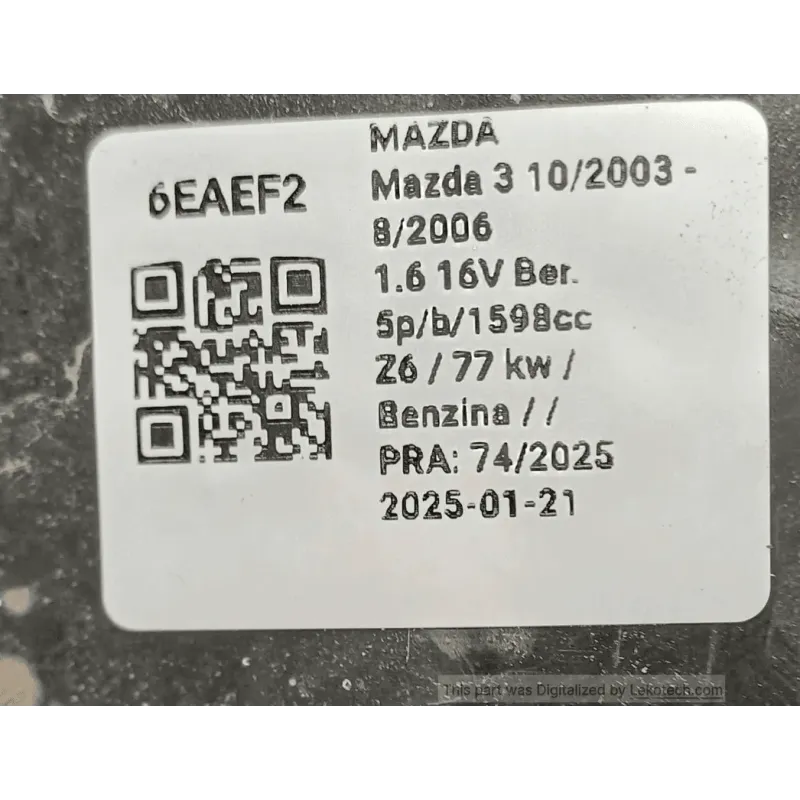 6EAEF2
MAZDA
Mazda 3 10/2003 -
8/2006
1.6 16V Ber.
5p/b/1598cc
Z6 / 77 kw /
Benzina / /
PRA: 74/2025
2025-01-21
This part was Digitalized by Lekotech.com